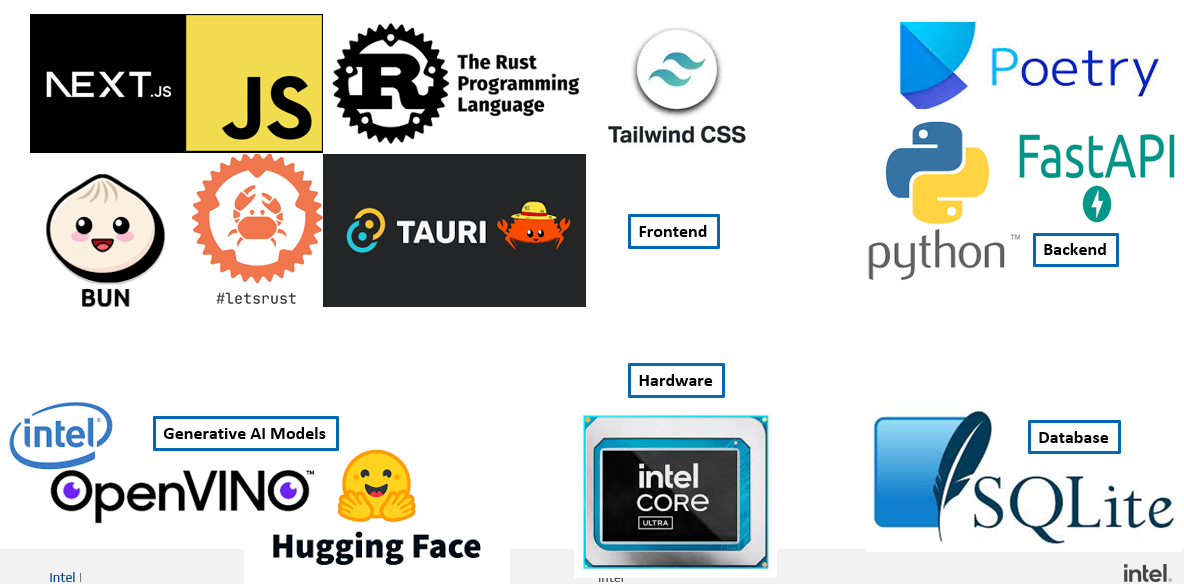 NEXT.JS
JS
The Rust
Programming
Language
R
Tailwind CSS
Poetry
FastAPI
python™
Backend
BUN
#letsrust
TAURI
Frontend
Hardware
intel®
Generative AI Models
OpenVINO™
Hugging Face
intel
CORE
ULTRA
Database
SQLite
Intel |
intel
intel.